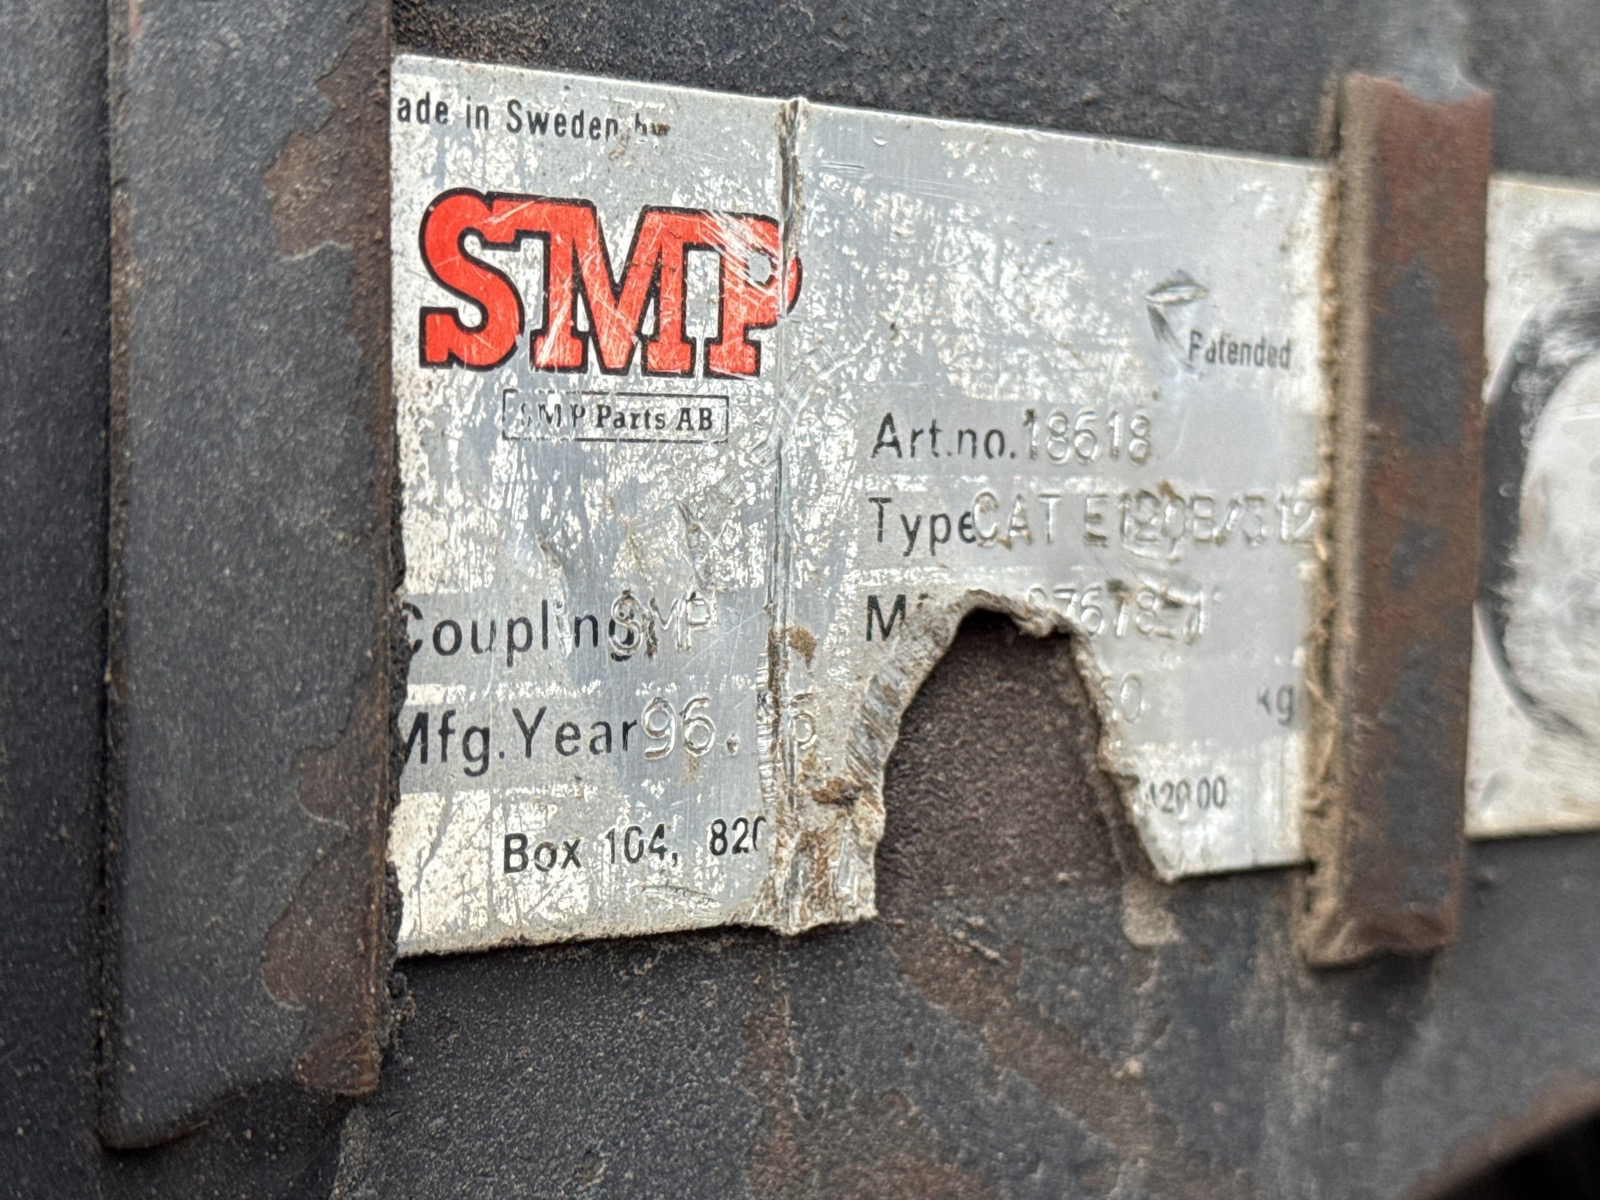 ade in Sweden by
SMP
SMP Parts AB
Patended
Art.no. 18618
Type CAT E120B/312
Coupling SMP
Mfg.Year 96.
kg
Box 104, 820